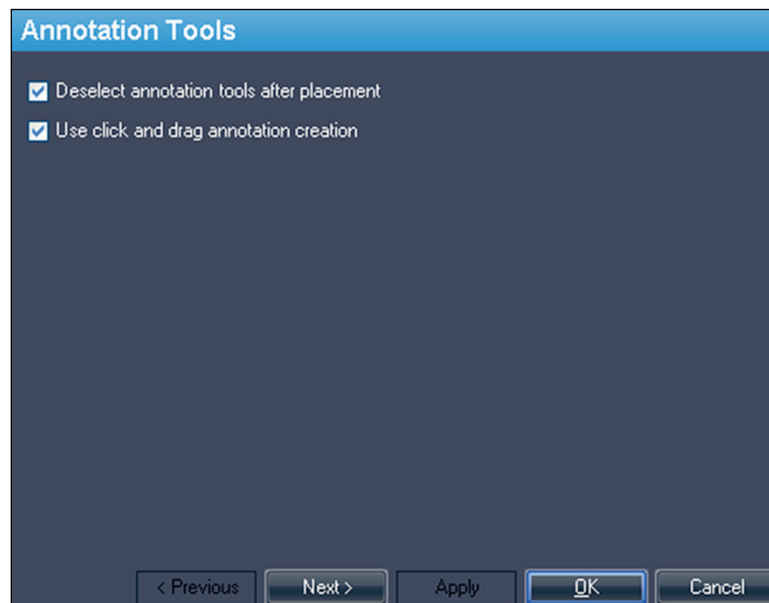 Annotation Tools
Deselect annotation tools after placement
Use click and drag annotation creation
< Previous Next > Apply OK Cancel